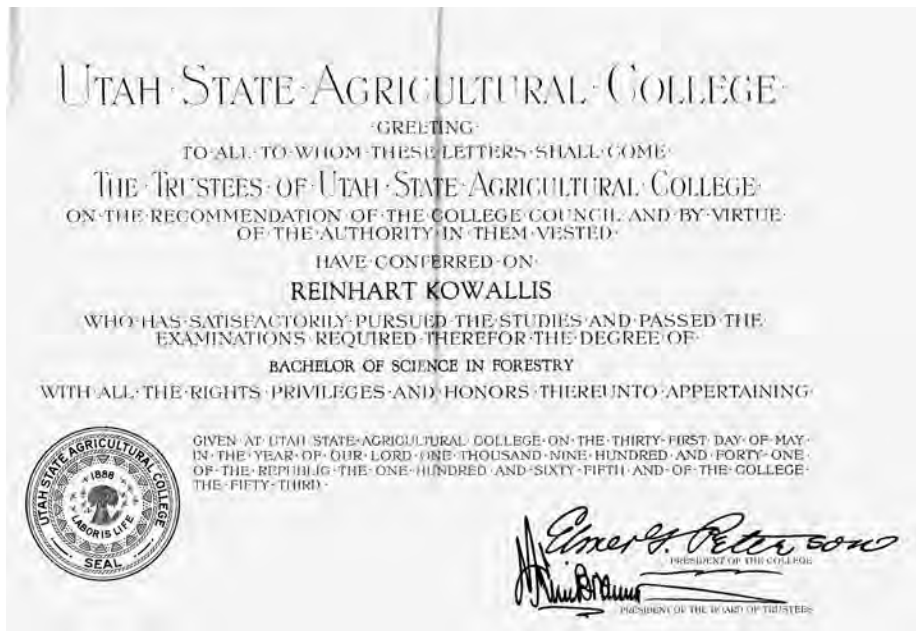 UTAH·STATE·AGRICULTURAL·COLLEGE·
·GREETING·
TO·ALL·TO·WHOM·THESE·LETTERS·SHALL·COME·
THE·TRUSTEES·OF·UTAH·STATE·AGRICULTURAL·COLLEGE·
ON·THE·RECOMMENDATION·OF·THE·COLLEGE·COUNCIL·AND·BY·VIRTUE·
OF·THE·AUTHORITY·IN·THEM·VESTED·
HAVE·CONFERRED·ON·
REINHART KOWALLIS
WHO·HAS·SATISFACTORILY·PURSUED·THE·STUDIES·AND·PASSED·THE·
EXAMINATIONS·REQUIRED·THEREFOR·THE·DEGREE·OF·
BACHELOR OF SCIENCE IN FORESTRY
WITH·ALL·THE·RIGHTS·PRIVILEGES·AND·HONORS·THEREUNTO·APPERTAINING·
GIVEN·AT·UTAH·STATE·AGRICULTURAL·COLLEGE·ON·THE·THIRTY·FIRST·DAY·OF·MAY·
IN·THE·YEAR·OF·OUR·LORD·ONE·THOUSAND·NINE·HUNDRED·AND·FORTY·ONE·
OF·THE·REPUBLIC·THE·ONE·HUNDRED·AND·SIXTY·FIFTH·AND·OF·THE·COLLEGE·
THE·FIFTY·THIRD·
UTAH STATE AGRICULTURAL COLLEGE
1888
LABOR IS LIFE
SEAL
Elmer G. Peterson
PRESIDENT OF THE COLLEGE
PRESIDENT OF THE BOARD OF TRUSTEES